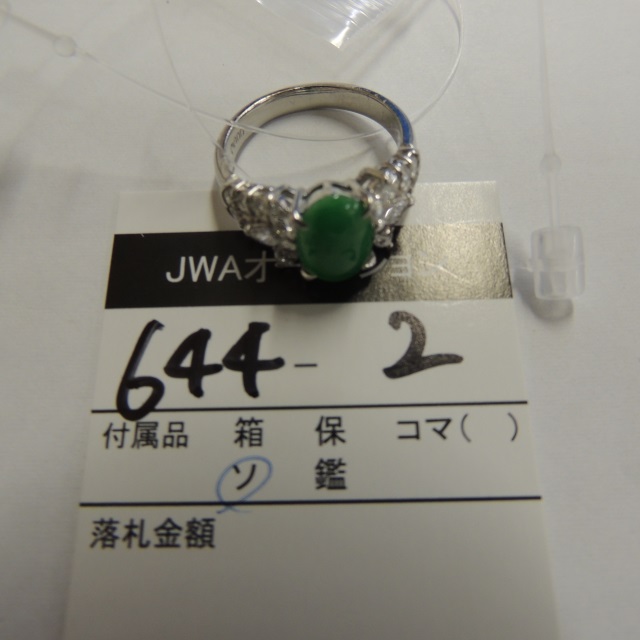 JWAオ
644-2
付属品 箱 保 コマ( )
ソ 鑑
落札金額